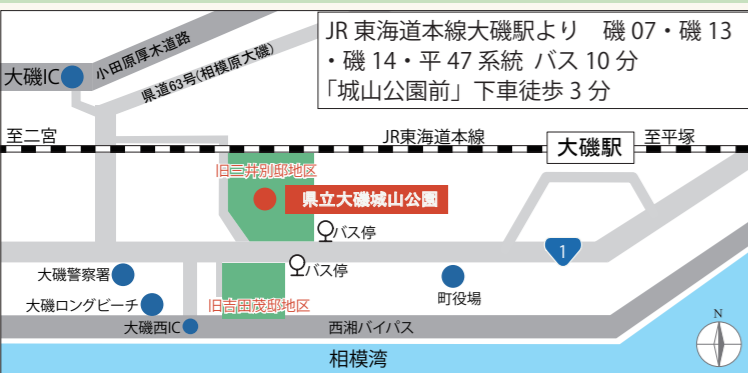 JR 東海道本線大磯駅より 磯 07・磯 13
・磯 14・平 47 系統 バス 10 分
「城山公園前」下車徒歩 3 分
小田原厚木道路
大磯IC
県道63号(相模原大磯)
至二宮
JR東海道本線
大磯駅
至平塚
旧三井別邸地区
県立大磯城山公園
バス停
1
バス停
大磯警察署
町役場
大磯ロングビーチ
旧吉田茂邸地区
大磯西IC
西湘バイパス
N
相模湾